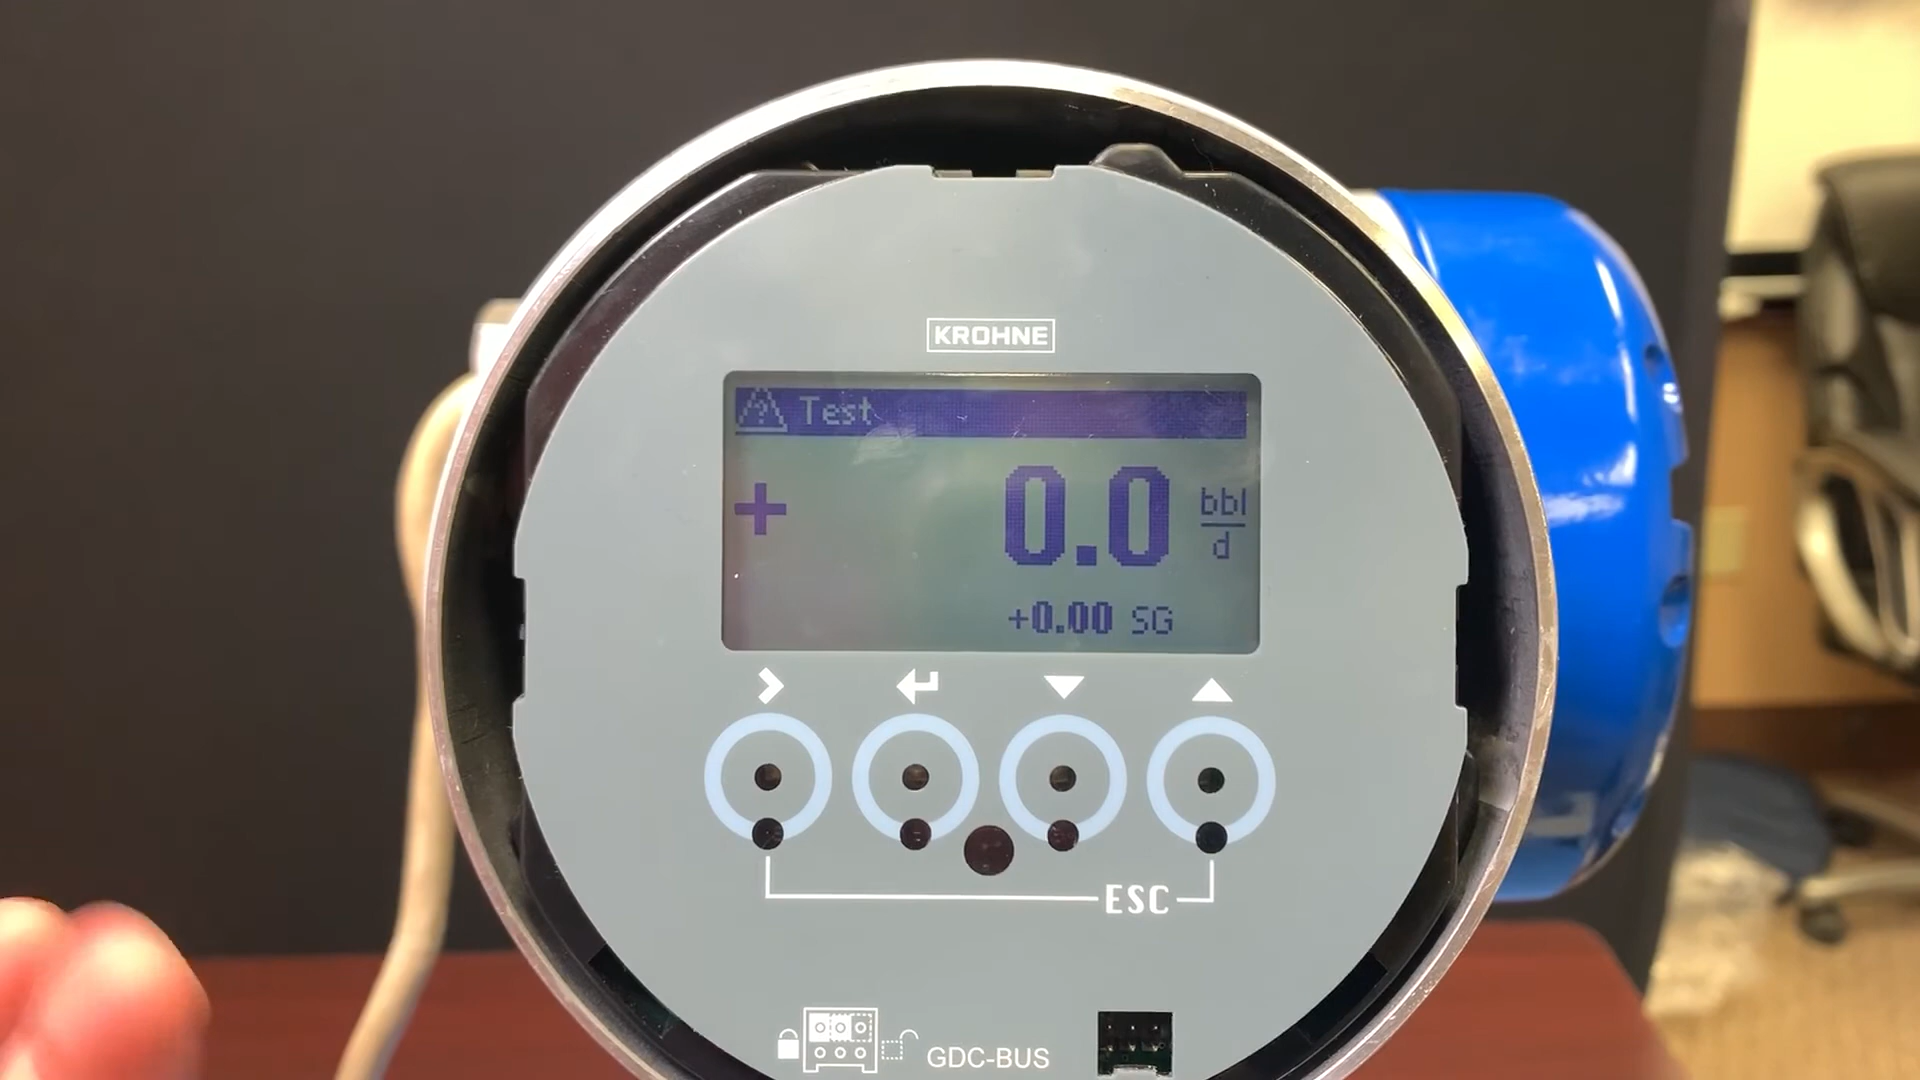 KROHNE
Test
+ 0.0 bbl/d
+0.00 SG
ESC
GDC-BUS